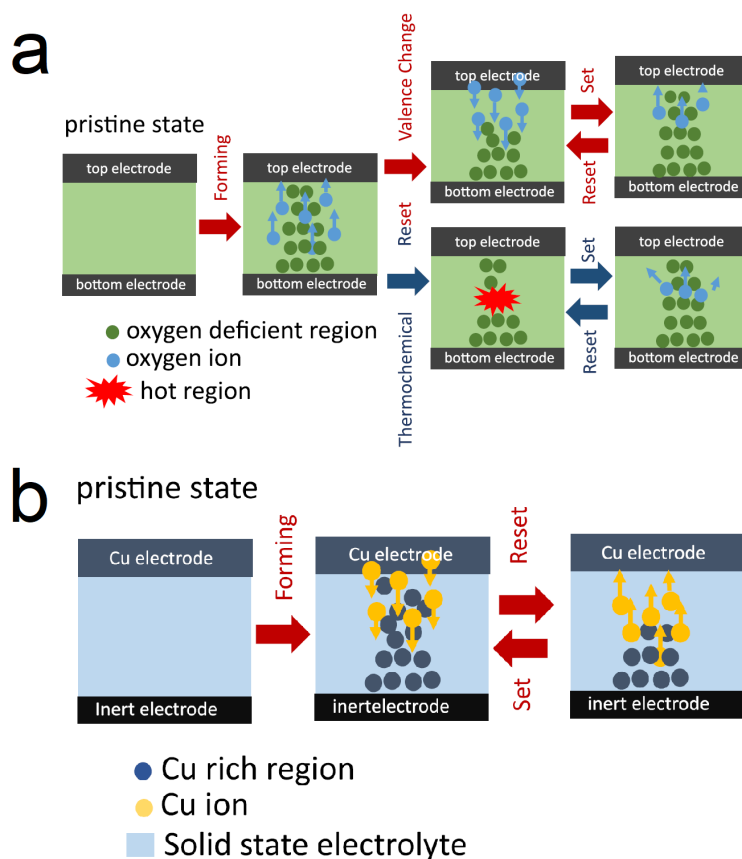 a
pristine state
top electrode
bottom electrode
Forming
top electrode
bottom electrode
Valence Change
Reset
Thermochemical
top electrode
bottom electrode
Set
Reset
top electrode
bottom electrode
top electrode
bottom electrode
Set
Reset
top electrode
bottom electrode
oxygen deficient region
oxygen ion
hot region
b
pristine state
Cu electrode
Inert electrode
Forming
Cu electrode
inertelectrode
Reset
Set
Cu electrode
inert electrode
Cu rich region
Cu ion
Solid state electrolyte